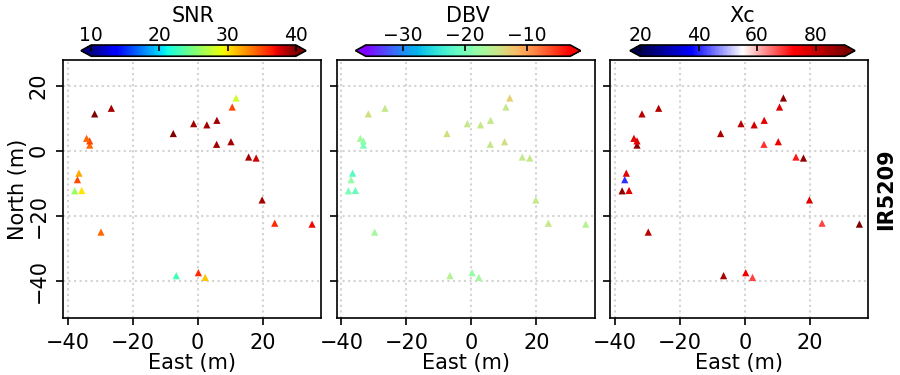 SNR DBV Xc
10 20 30 40 −30 −20 −10 20 40 60 80
20
0
−20
−40
North (m)
IR5209
−40 −20 0 20 −40 −20 0 20 −40 −20 0 20
East (m) East (m) East (m)